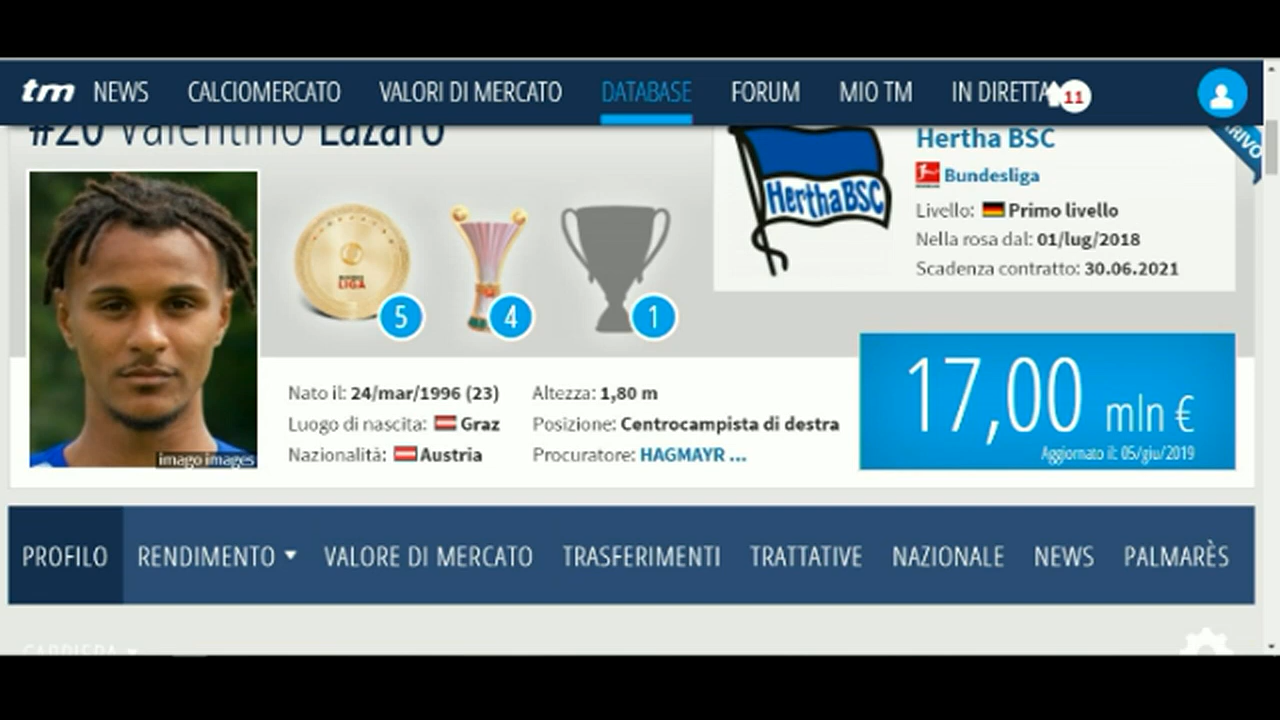 tm NEWS CALCIOMERCATO VALORI DI MERCATO DATABASE FORUM MIO TM IN DIRETTA 11
#20 Valentino Lazaro
Hertha BSC
RIVO
Bundesliga
HerthaBSC
Livello: Primo livello
Nella rosa dal: 01/lug/2018
Scadenza contratto: 30.06.2021
LIGA
5
4
1
17,00 mln €
Aggiornato il: 05/giu/2019
Nato il: 24/mar/1996 (23)
Altezza: 1,80 m
Luogo di nascita: Graz
Posizione: Centrocampista di destra
Nazionalità: Austria
Procuratore: HAGMAYR ...
imago images
PROFILO RENDIMENTO VALORE DI MERCATO TRASFERIMENTI TRATTATIVE NAZIONALE NEWS PALMARÈS
CARRIERA